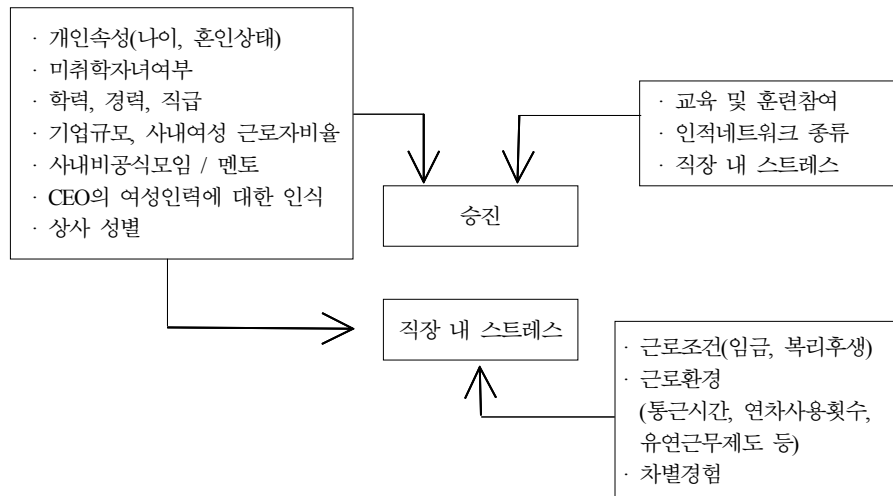 · 개인속성(나이, 혼인상태)
· 미취학자녀여부
· 학력, 경력, 직급
· 기업규모, 사내여성 근로자비율
· 사내비공식모임 / 멘토
· CEO의 여성인력에 대한 인식
· 상사 성별
· 교육 및 훈련참여
· 인적네트워크 종류
· 직장 내 스트레스
승진
직장 내 스트레스
· 근로조건(임금, 복리후생)
· 근로환경
(통근시간, 연차사용횟수,
유연근무제도 등)
· 차별경험